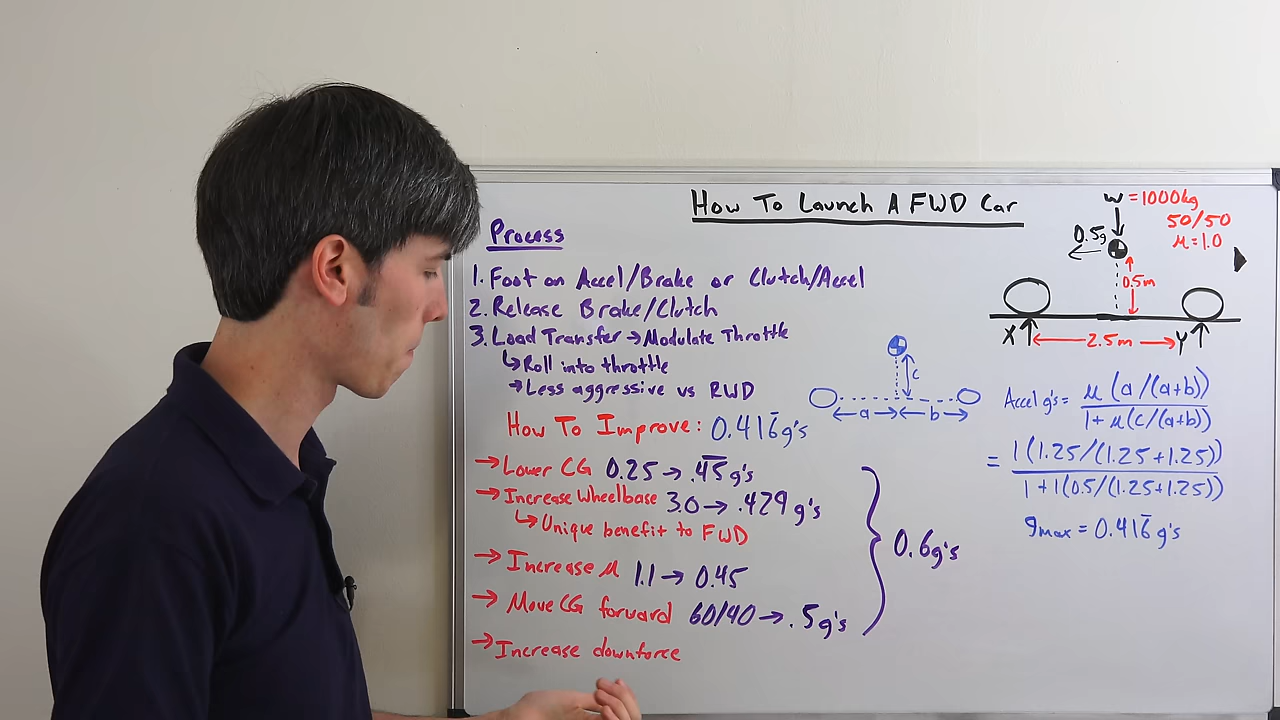 How To Launch A FWD Car
Process
1. Foot on Accel/Brake or Clutch/Accel
2. Release Brake/Clutch
3. Load Transfer → Modulate Throttle
↳ Roll into throttle
→ Less aggressive vs RWD
How To Improve: 0.416̅ g's
→ Lower CG 0.25 → .4̅5̅ g's
→ Increase Wheelbase 3.0 → .429 g's
↳ Unique benefit to FWD
→ Increase μ 1.1 → 0.45
→ Move CG forward 60/40 → .5 g's
→ Increase downforce
0.6g's
c
a b
W = 1000kg
50/50
μ = 1.0
0.5g
0.5m
X 2.5m Y
Accel g's = μ(a/(a+b))
1 + μ(c/(a+b))
= 1(1.25/(1.25+1.25))
1+1(0.5/(1.25+1.25))
gmax = 0.416̅ g's